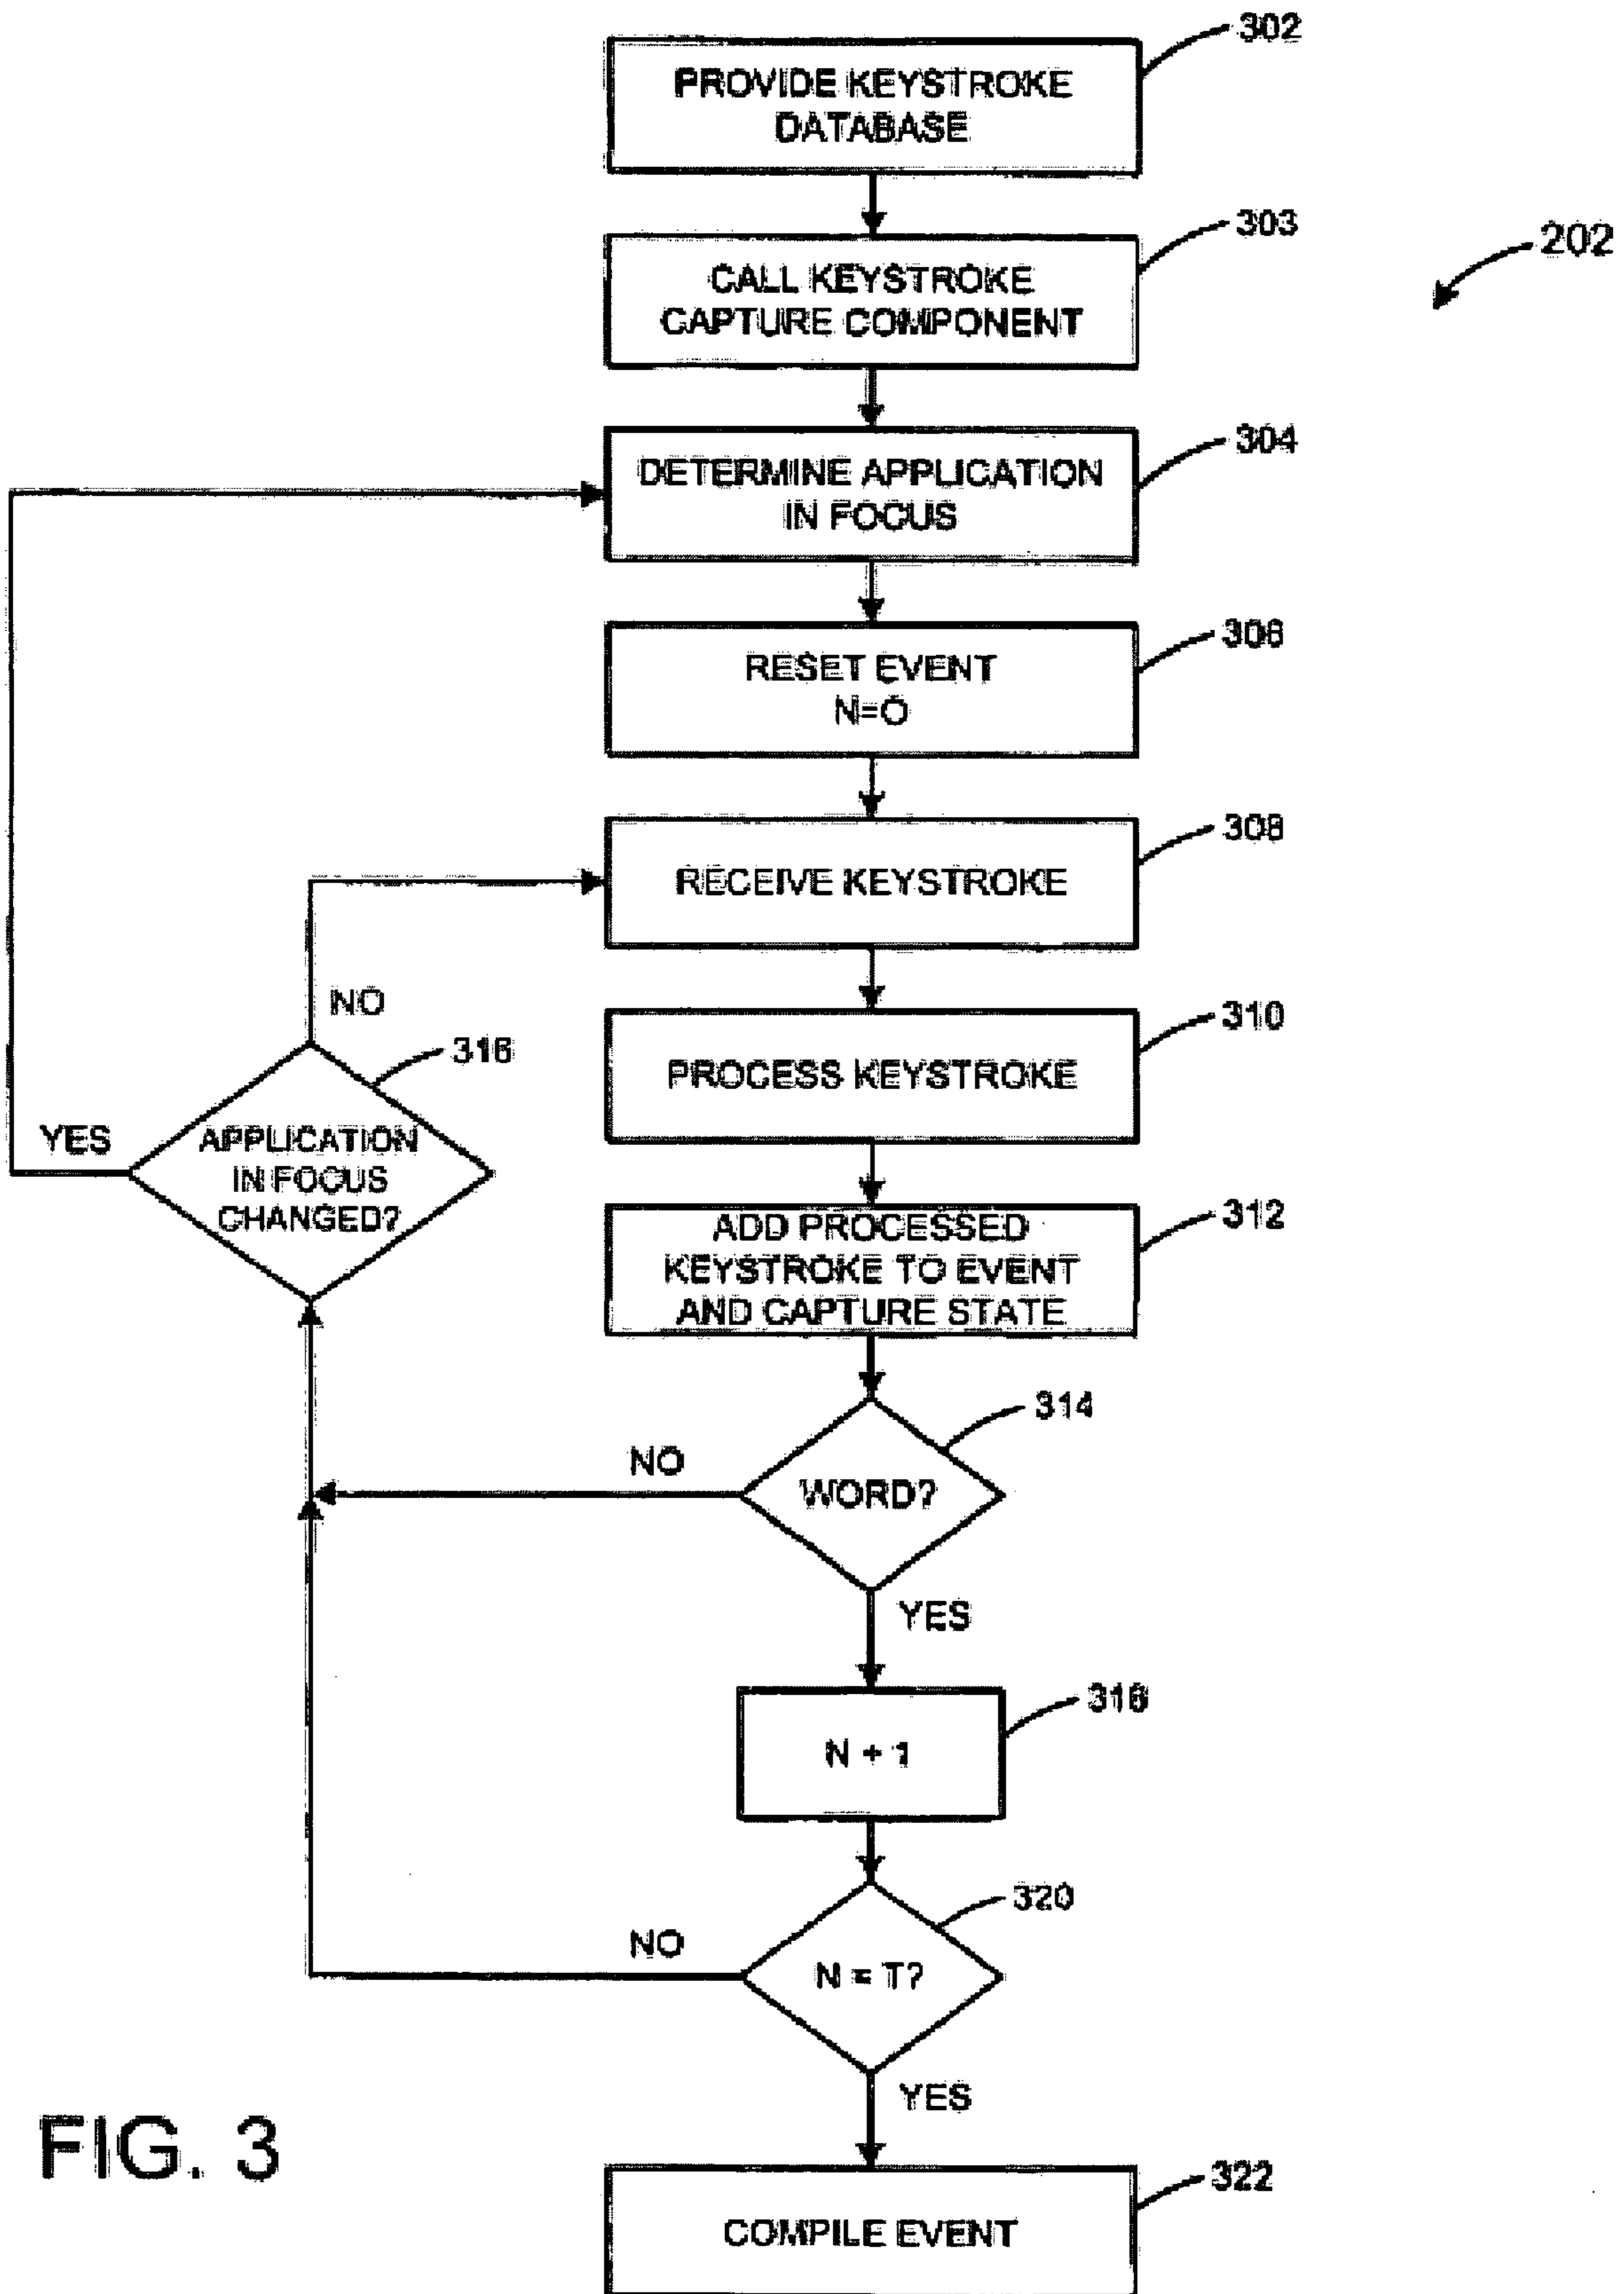 302
PROVIDE KEYSTROKE
DATABASE
303
CALL KEYSTROKE
CAPTURE COMPONENT
202
304
DETERMINE APPLICATION
IN FOCUS
306
RESET EVENT
N=O
308
RECEIVE KEYSTROKE
NO
310
PROCESS KEYSTROKE
316
YES
APPLICATION
IN FOCUS
CHANGED?
312
ADD PROCESSED
KEYSTROKE TO EVENT
AND CAPTURE STATE
314
NO
WORD?
YES
318
N + 1
320
NO
N = T?
YES
FIG. 3
322
COMPILE EVENT